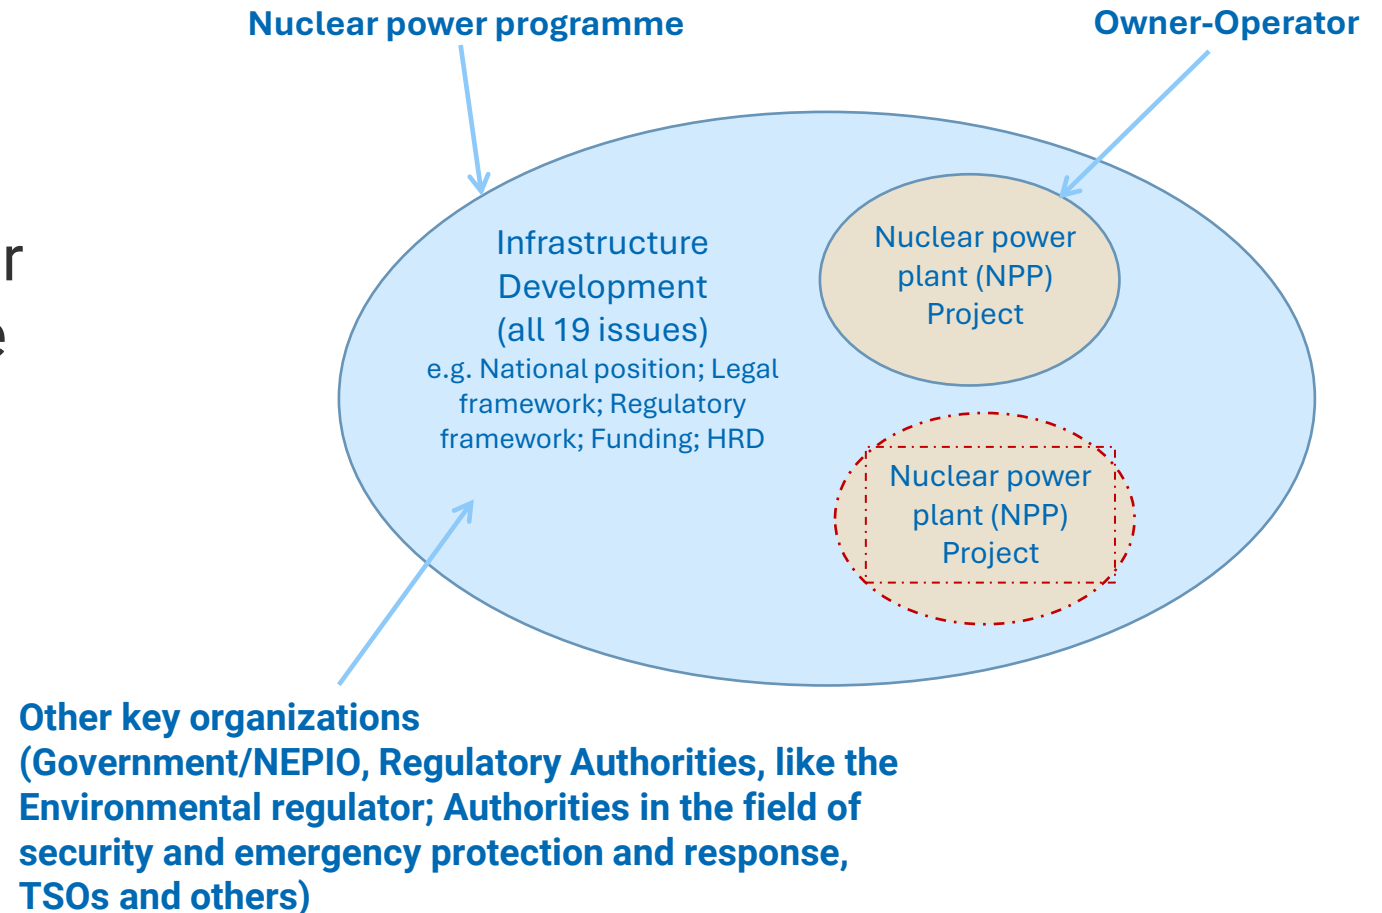 Nuclear power programme
Owner-Operator
r
e
Infrastructure
Development
(all 19 issues)
e.g. National position; Legal
framework; Regulatory
framework; Funding; HRD
Nuclear power
plant (NPP)
Project
Nuclear power
plant (NPP)
Project
Other key organizations
(Government/NEPIO, Regulatory Authorities, like the
Environmental regulator; Authorities in the field of
security and emergency protection and response,
TSOs and others)